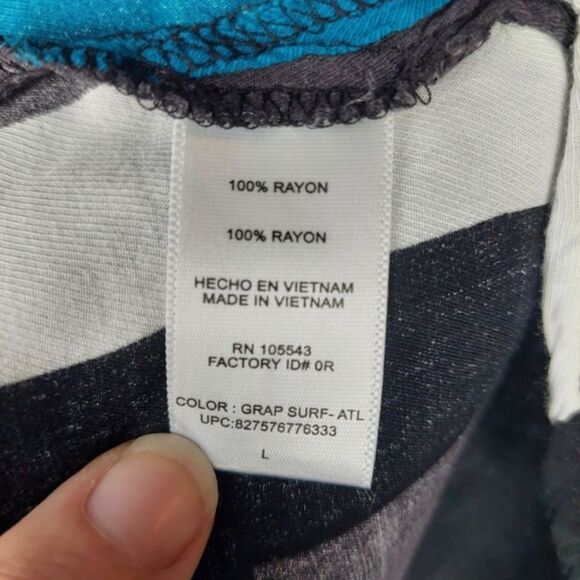 100% RAYON
100% RAYON
HECHO EN VIETNAM
MADE IN VIETNAM
RN 105543
FACTORY ID# 0R
COLOR : GRAP SURF- ATL
UPC:827576776333
L